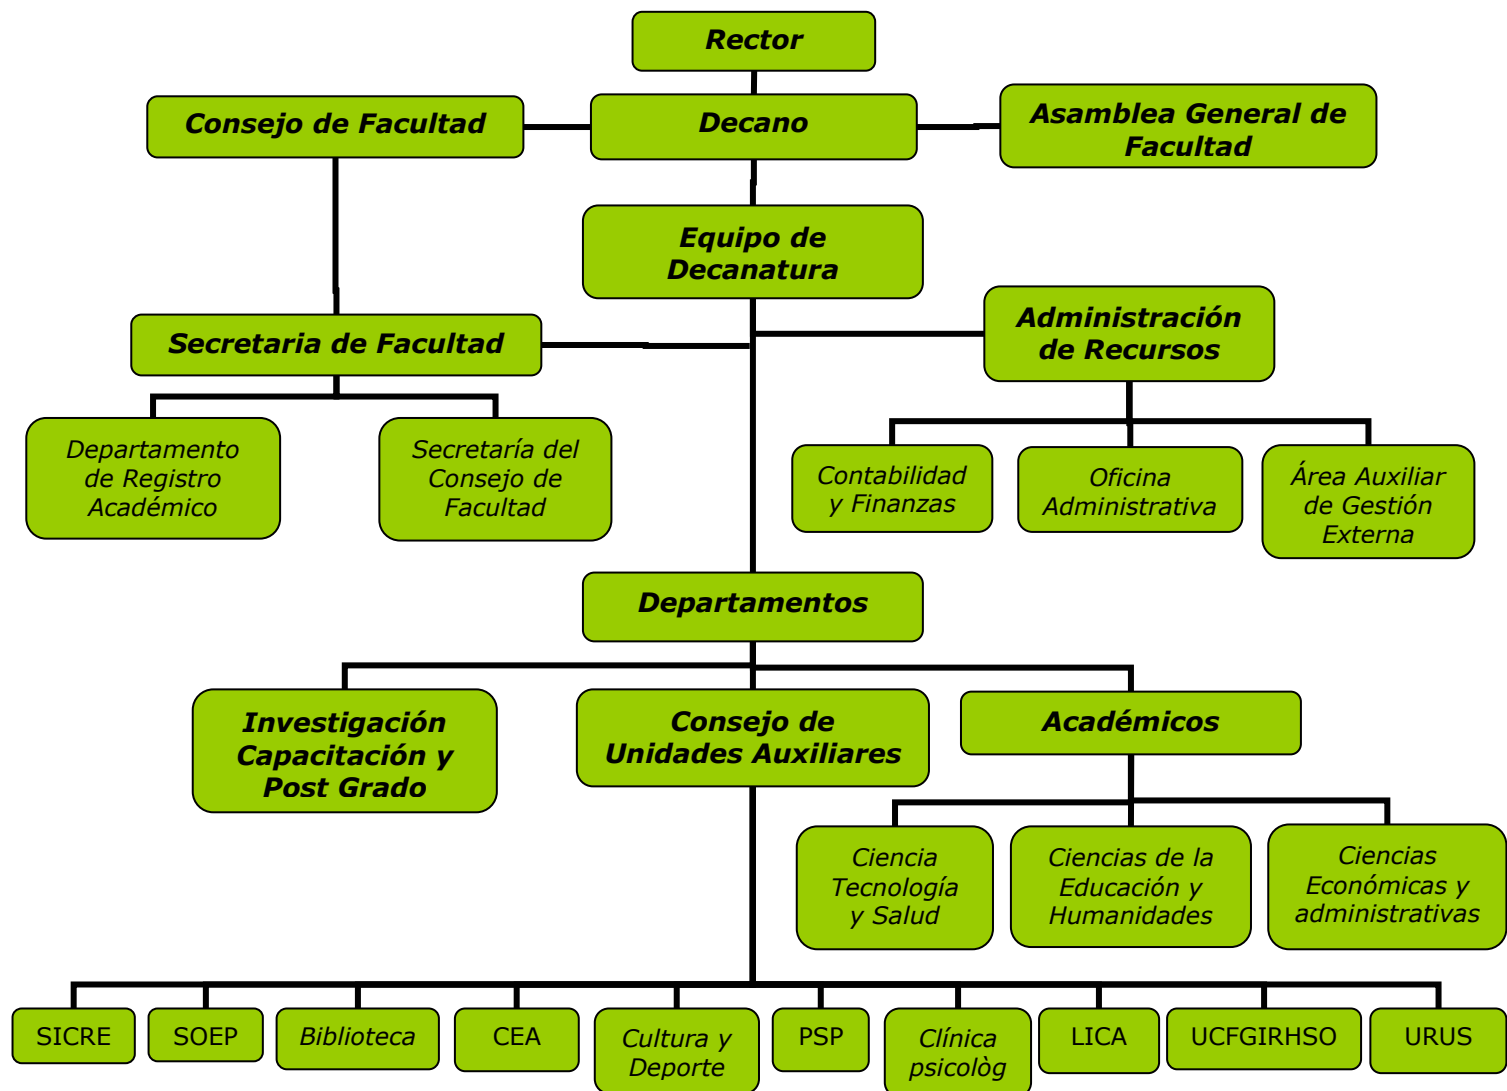 Rector
Consejo de Facultad
Decano
Asamblea General de
Facultad
Equipo de
Decanatura
Secretaria de Facultad
Administración
de Recursos
Departamento
de Registro
Académico
Secretaría del
Consejo de
Facultad
Contabilidad
y Finanzas
Oficina
Administrativa
Área Auxiliar
de Gestión
Externa
Departamentos
Investigación
Capacitación y
Post Grado
Consejo de
Unidades Auxiliares
Académicos
Ciencia
Tecnología
y Salud
Ciencias de la
Educación y
Humanidades
Ciencias
Económicas y
administrativas
SICRE
SOEP
Biblioteca
CEA
Cultura y
Deporte
PSP
Clínica
psicològ
LICA
UCFGIRHSO
URUS